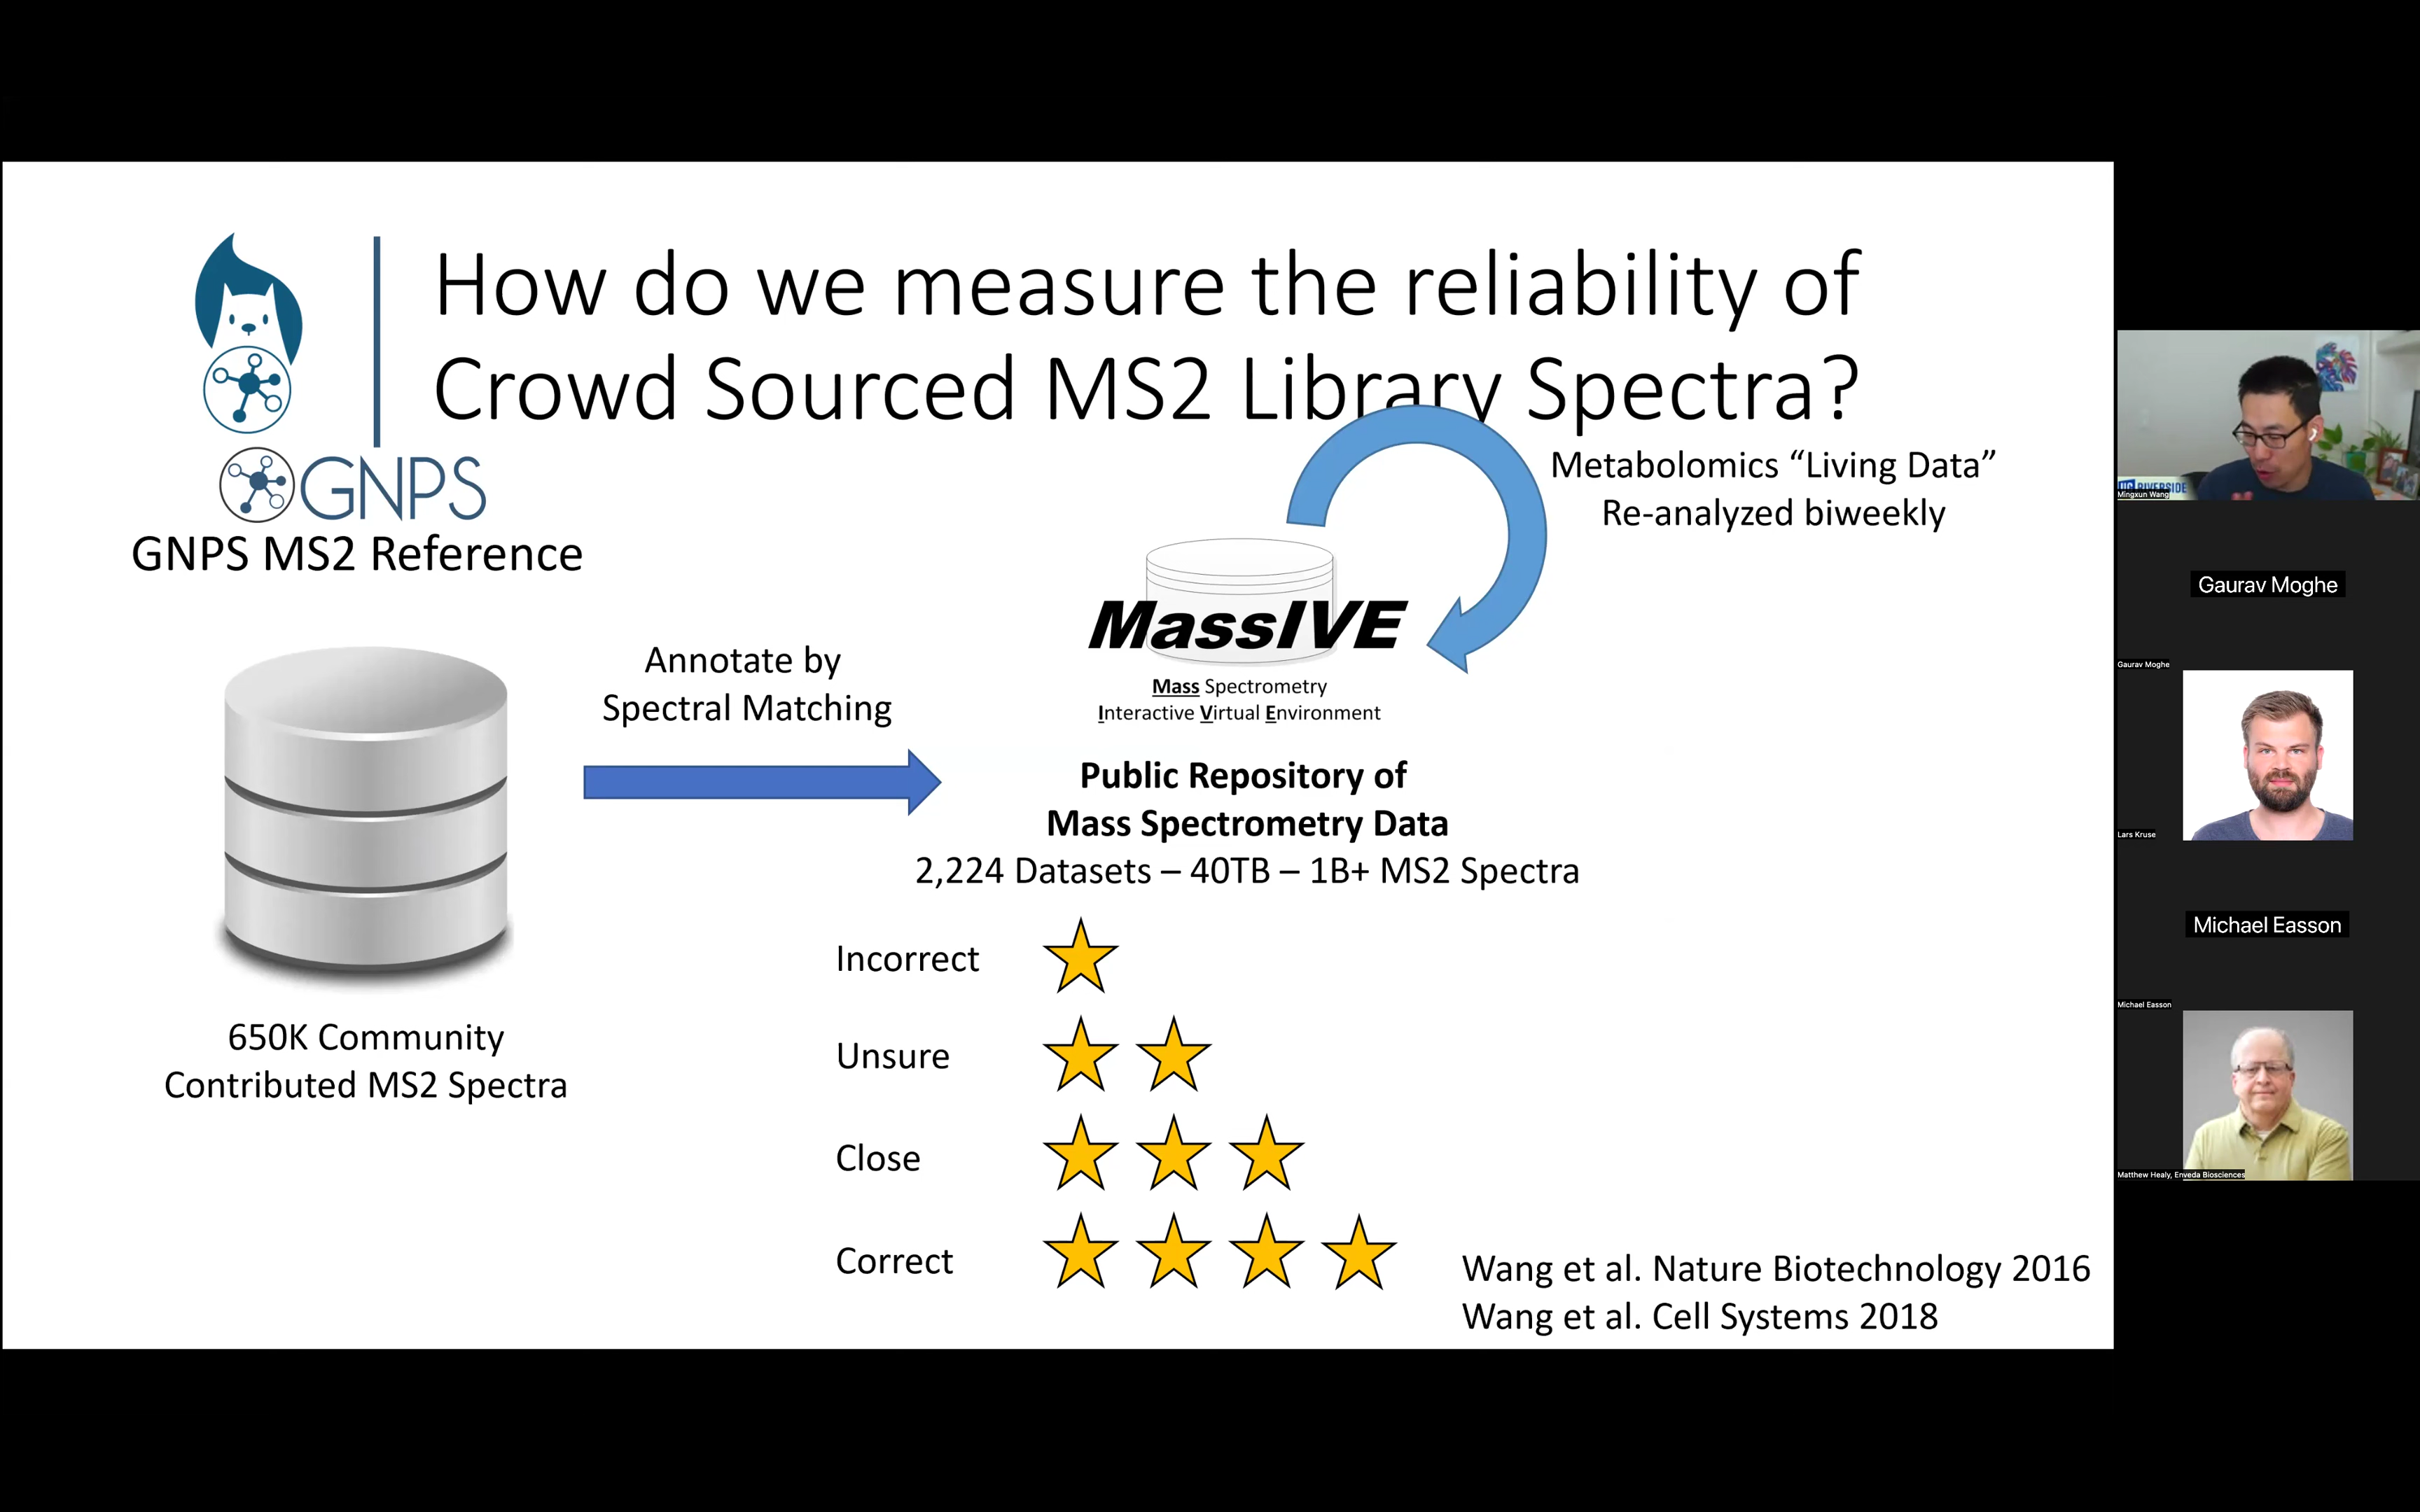 How do we measure the reliability of
Crowd Sourced MS2 Library Spectra?
GNPS
GNPS MS2 Reference
Metabolomics “Living Data”
Re-analyzed biweekly
MassIVE
Mass Spectrometry
Interactive Virtual Environment
Annotate by
Spectral Matching
Public Repository of
Mass Spectrometry Data
2,224 Datasets – 40TB – 1B+ MS2 Spectra
650K Community
Contributed MS2 Spectra
Incorrect
Unsure
Close
Correct
Wang et al. Nature Biotechnology 2016
Wang et al. Cell Systems 2018
UC RIVERSIDE
Mingxun Wang
Gaurav Moghe
Gaurav Moghe
Lars Kruse
Michael Easson
Michael Easson
Matthew Healy, Enveda Biosciences